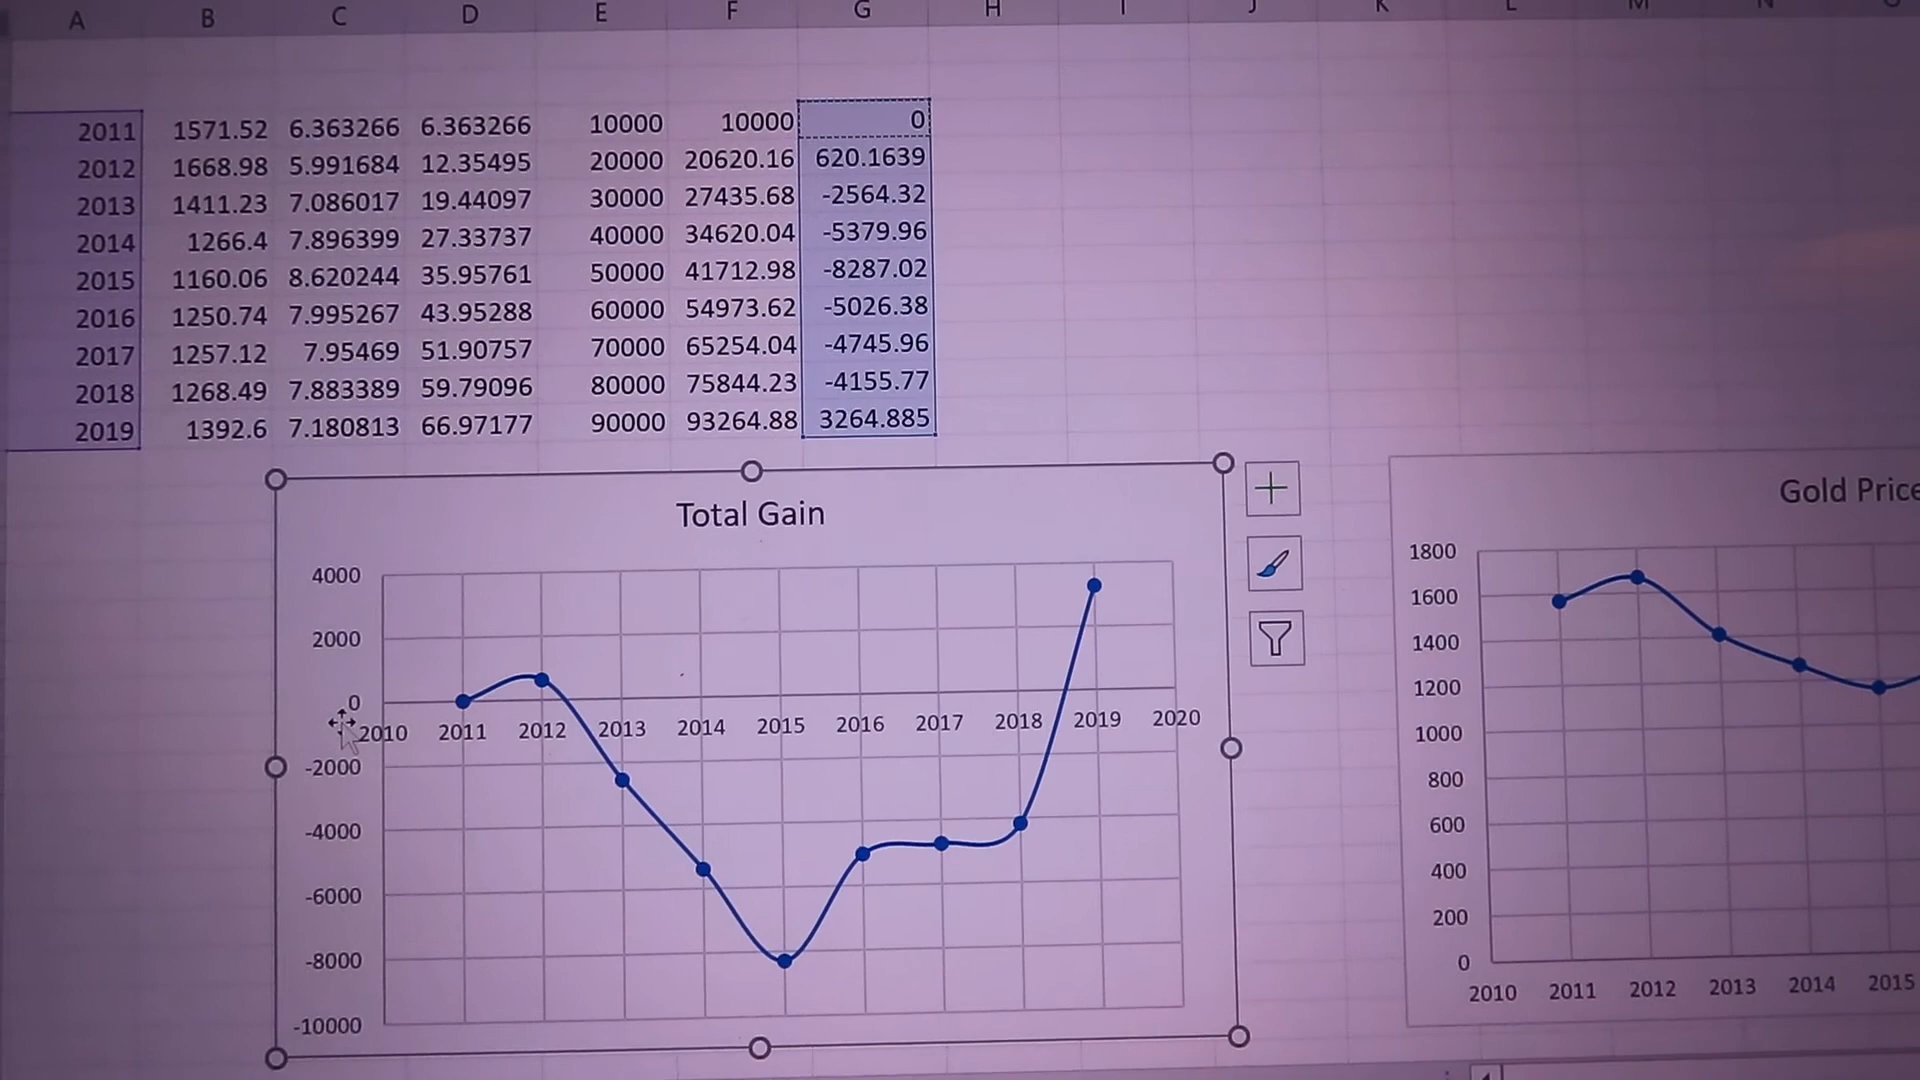 A B C D E F G H I J K L M N O
2011 1571.52 6.363266 6.363266 10000 10000 0
2012 1668.98 5.991684 12.35495 20000 20620.16 620.1639
2013 1411.23 7.086017 19.44097 30000 27435.68 -2564.32
2014 1266.4 7.896399 27.33737 40000 34620.04 -5379.96
2015 1160.06 8.620244 35.95761 50000 41712.98 -8287.02
2016 1250.74 7.995267 43.95288 60000 54973.62 -5026.38
2017 1257.12 7.95469 51.90757 70000 65254.04 -4745.96
2018 1268.49 7.883389 59.79096 80000 75844.23 -4155.77
2019 1392.6 7.180813 66.97177 90000 93264.88 3264.885
Total Gain
4000
2000
0
2010 2011 2012 2013 2014 2015 2016 2017 2018 2019 2020
-2000
-4000
-6000
-8000
-10000
Gold Price
1800
1600
1400
1200
1000
800
600
400
200
0
2010 2011 2012 2013 2014 2015